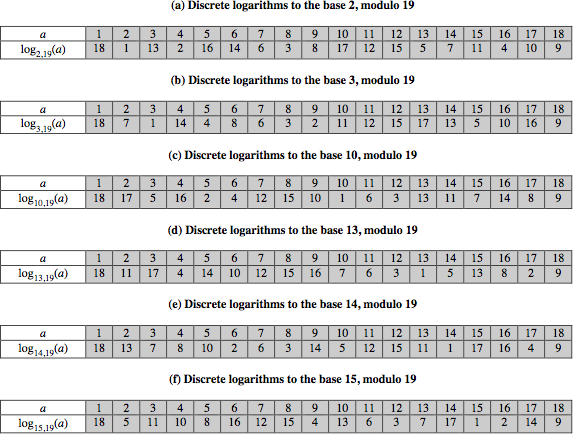 (a) Discrete logarithms to the base 2, modulo 19
a 1 2 3 4 5 6 7 8 9 10 11 12 13 14 15 16 17 18
log2,19(a) 18 1 13 2 16 14 6 3 8 17 12 15 5 7 11 4 10 9
(b) Discrete logarithms to the base 3, modulo 19
a 1 2 3 4 5 6 7 8 9 10 11 12 13 14 15 16 17 18
log3,19(a) 18 7 1 14 4 8 6 3 2 11 12 15 17 13 5 10 16 9
(c) Discrete logarithms to the base 10, modulo 19
a 1 2 3 4 5 6 7 8 9 10 11 12 13 14 15 16 17 18
log10,19(a) 18 17 5 16 2 4 12 15 10 1 6 3 13 11 7 14 8 9
(d) Discrete logarithms to the base 13, modulo 19
a 1 2 3 4 5 6 7 8 9 10 11 12 13 14 15 16 17 18
log13,19(a) 18 11 17 4 14 10 12 15 16 7 6 3 1 5 13 8 2 9
(e) Discrete logarithms to the base 14, modulo 19
a 1 2 3 4 5 6 7 8 9 10 11 12 13 14 15 16 17 18
log14,19(a) 18 13 7 8 10 2 6 3 14 5 12 15 11 1 17 16 4 9
(f) Discrete logarithms to the base 15, modulo 19
a 1 2 3 4 5 6 7 8 9 10 11 12 13 14 15 16 17 18
log15,19(a) 18 5 11 10 8 16 12 15 4 13 6 3 7 17 1 2 14 9